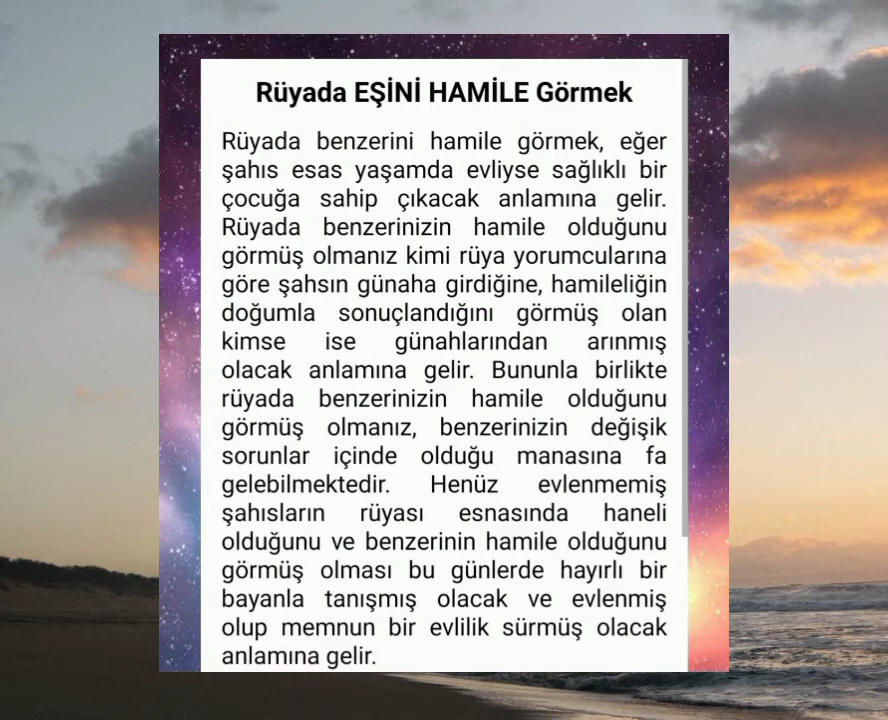 Rüyada EŞİNİ HAMİLE Görmek
Rüyada benzerini hamile görmek, eğer
şahıs esas yaşamda evliyse sağlıklı bir
çocuğa sahip çıkacak anlamına gelir.
Rüyada benzerinizin hamile olduğunu
görmüş olmanız kimi rüya yorumcularına
göre şahsın günaha girdiğine, hamileliğin
doğumla sonuçlandığını görmüş olan
kimse ise günahlarından arınmış
olacak anlamına gelir. Bununla birlikte
rüyada benzerinizin hamile olduğunu
görmüş olmanız, benzerinizin değişik
sorunlar içinde olduğu manasına fa
gelebilmektedir. Henüz evlenmemiş
şahısların rüyası esnasında haneli
olduğunu ve benzerinin hamile olduğunu
görmüş olması bu günlerde hayırlı bir
bayanla tanışmış olacak ve evlenmiş
olup memnun bir evlilik sürmüş olacak
anlamına gelir.